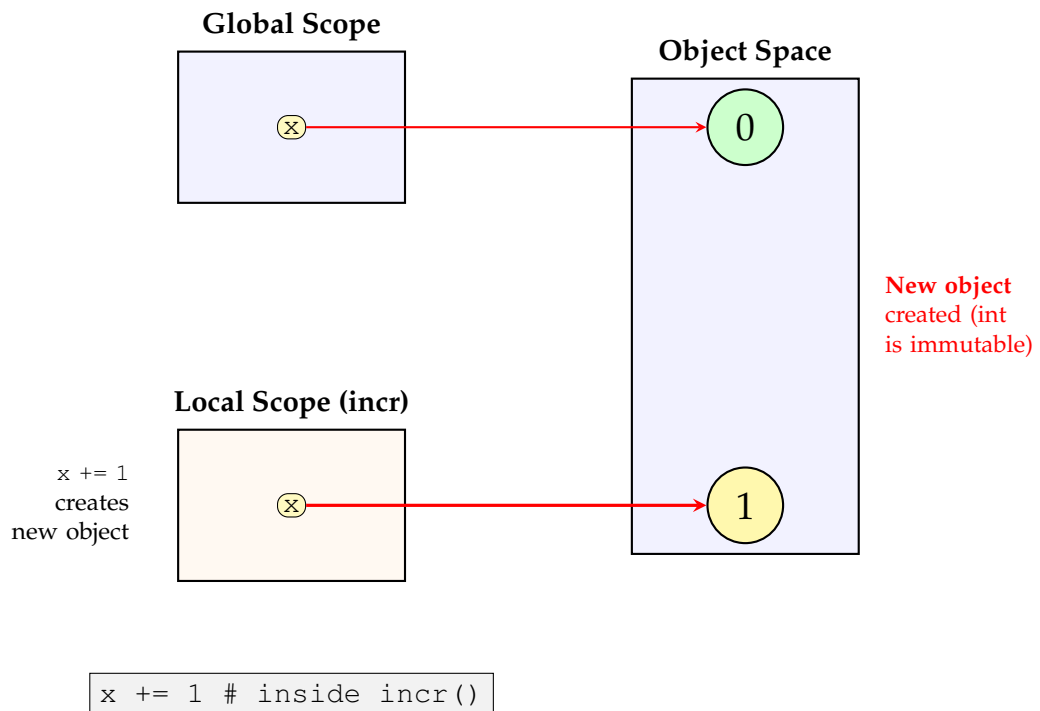 Global Scope
Object Space
x
0
New object
created (int
is immutable)
Local Scope (incr)
x += 1
creates
new object
x
1
x += 1 # inside incr()